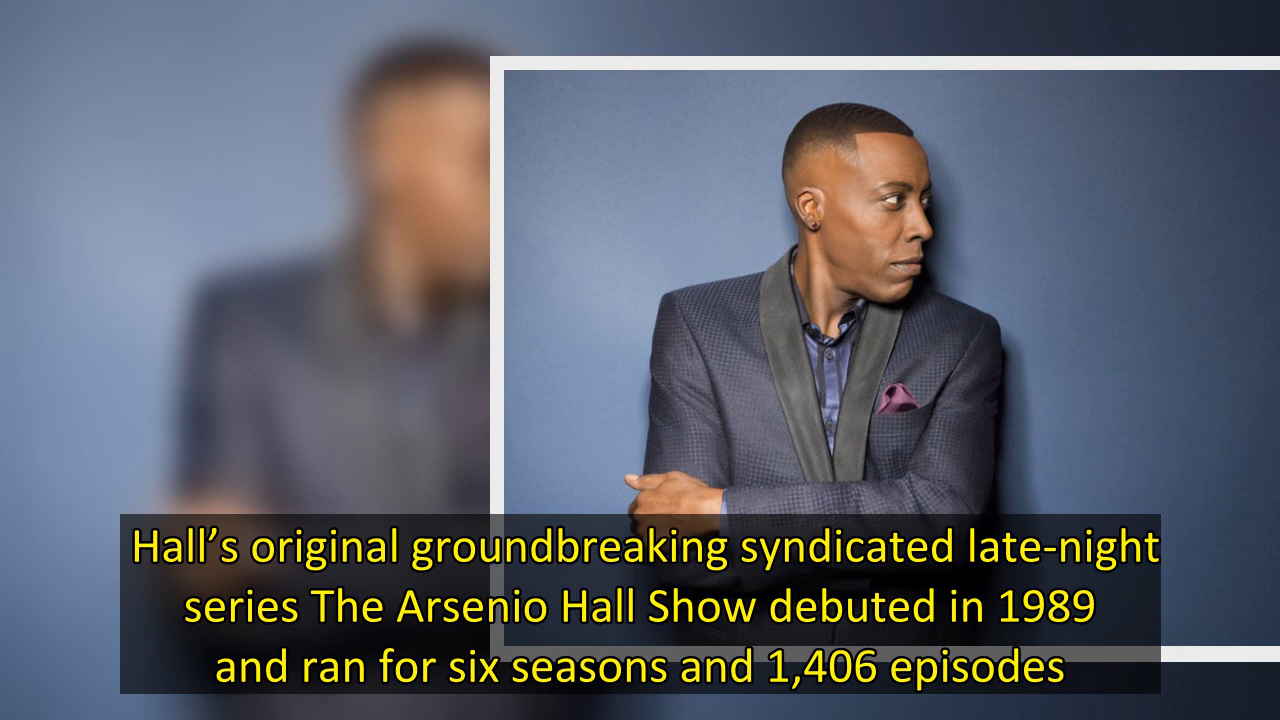 Hall’s original groundbreaking syndicated late-night
series The Arsenio Hall Show debuted in 1989
and ran for six seasons and 1,406 episodes